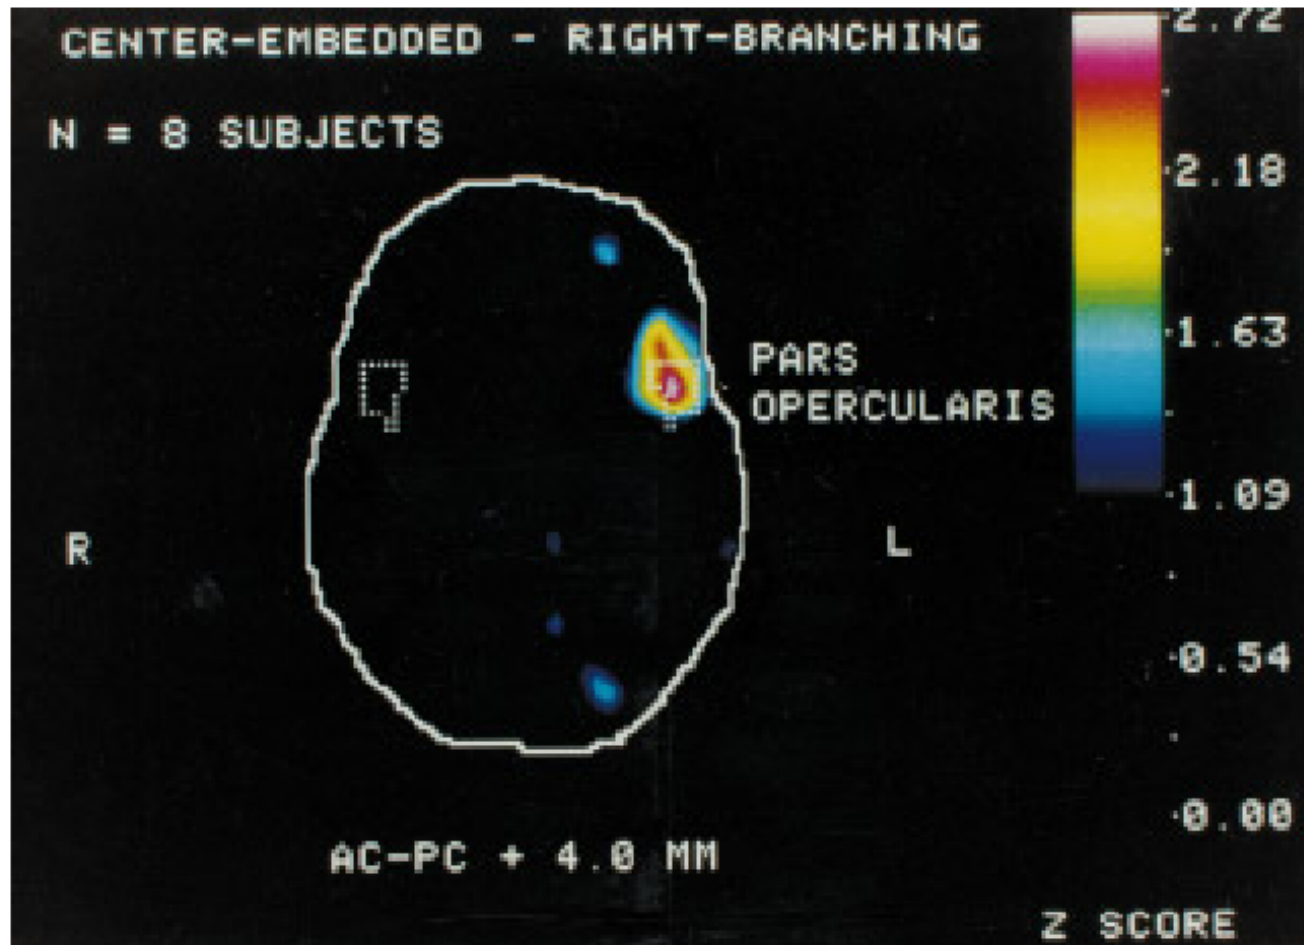 CENTER-EMBEDDED - RIGHT-BRANCHING
N = 8 SUBJECTS
2.72
2.18
1.63
1.09
0.54
0.00
PARS
OPERCULARIS
R
L
AC-PC + 4.0 MM
Z SCORE